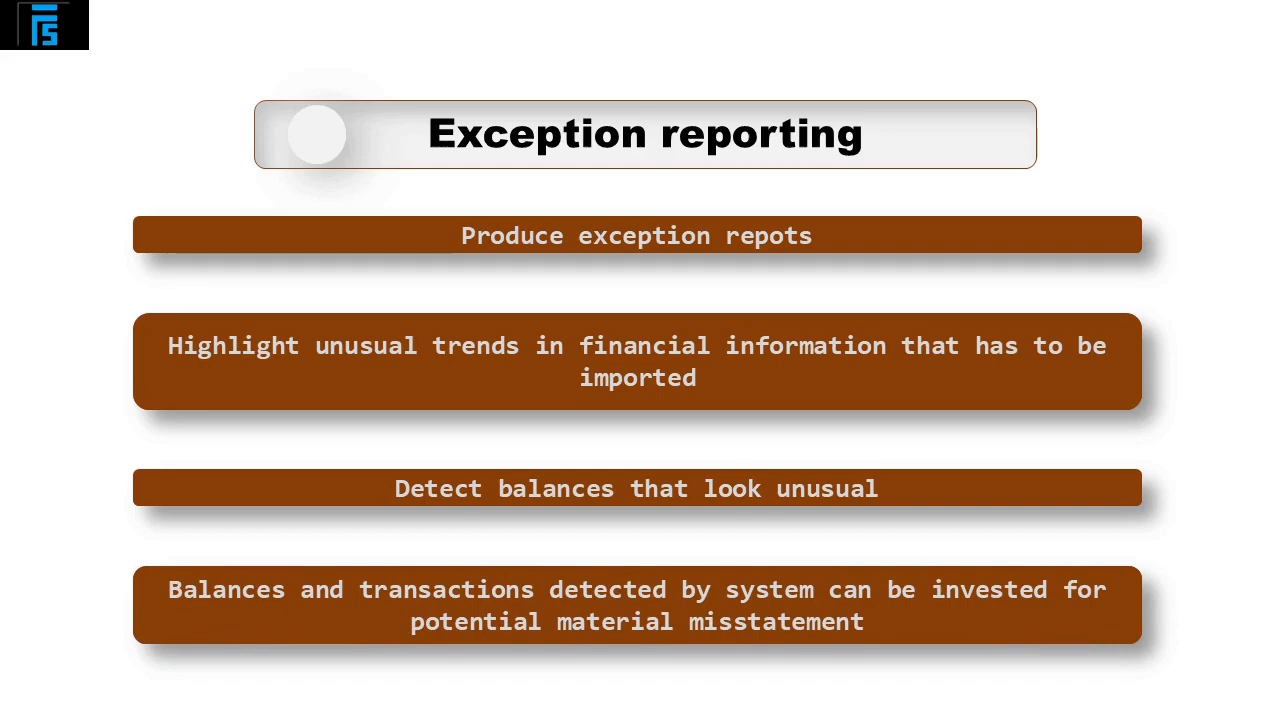 Exception reporting
Produce exception repots
Highlight unusual trends in financial information that has to be
imported
Detect balances that look unusual
Balances and transactions detected by system can be invested for
potential material misstatement